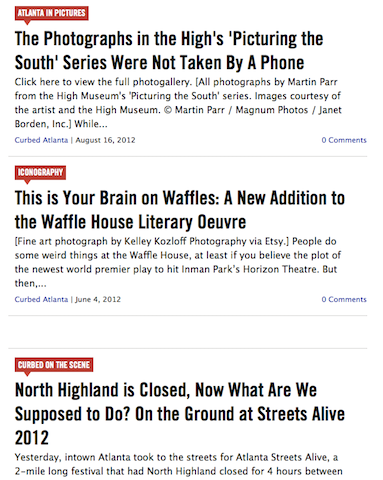 ATLANTA IN PICTURES
The Photographs in the High's 'Picturing the
South' Series Were Not Taken By A Phone
Click here to view the full photogallery. [All photographs by Martin Parr
from the High Museum's 'Picturing the South' series. Images courtesy of
the artist and the High Museum. © Martin Parr / Magnum Photos / Janet
Borden, Inc.] While...
Curbed Atlanta | August 16, 2012 0 Comments
ICONOGRAPHY
This is Your Brain on Waffles: A New Addition to
the Waffle House Literary Oeuvre
[Fine art photograph by Kelley Kozloff Photography via Etsy.] People do
some weird things at the Waffle House, at least if you believe the plot of
the newest world premier play to hit Inman Park's Horizon Theatre. But
then,...
Curbed Atlanta | June 4, 2012 0 Comments
CURBED ON THE SCENE
North Highland is Closed, Now What Are We
Supposed to Do? On the Ground at Streets Alive
2012
Yesterday, intown Atlanta took to the streets for Atlanta Streets Alive, a
2-mile long festival that had North Highland closed for 4 hours between